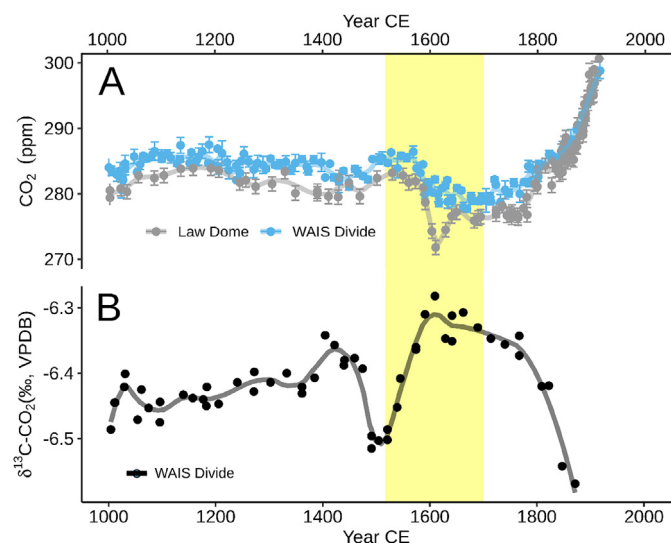 Year CE
1000 1200 1400 1600 1800 2000
A
300
290
280
270
CO2 (ppm)
Law Dome WAIS Divide
B
-6.3
-6.4
-6.5
δ13C-CO2(‰, VPDB)
WAIS Divide
1000 1200 1400 1600 1800 2000
Year CE